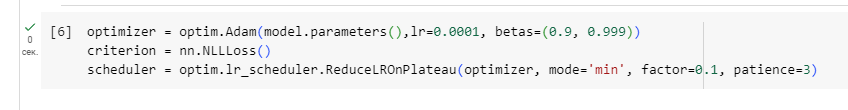 [6] optimizer = optim.Adam(model.parameters(),lr=0.0001, betas=(0.9, 0.999))
0 criterion = nn.NLLLoss()
сек. scheduler = optim.lr_scheduler.ReduceLROnPlateau(optimizer, mode='min', factor=0.1, patience=3)